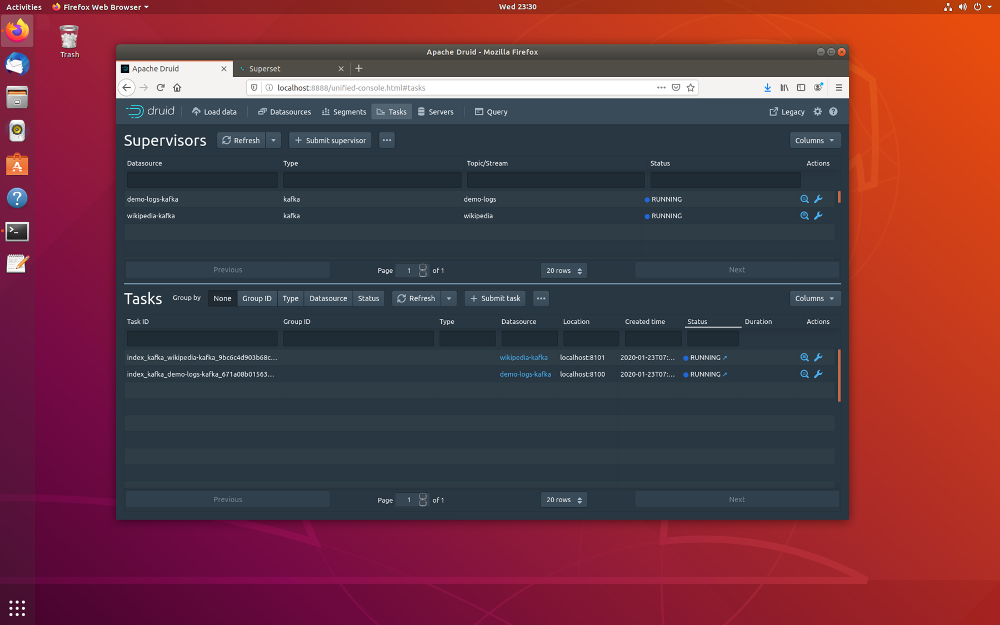 Activities Firefox Web Browser Wed 23:30
Trash
Apache Druid - Mozilla Firefox
Apache Druid Superset
localhost:8888/unified-console.html#tasks
druid Load data Datasources Segments Tasks Servers Query Legacy
Supervisors Refresh Submit supervisor Columns
Datasource Type Topic/Stream Status Actions
demo-logs-kafka kafka demo-logs RUNNING
wikipedia-kafka kafka wikipedia RUNNING
Previous Page 1 of 1 20 rows Next
Tasks Group by None Group ID Type Datasource Status Refresh Submit task Columns
Task ID Group ID Type Datasource Location Created time Status Duration Actions
index_kafka_wikipedia-kafka_9bc6c4d903b68c... wikipedia-kafka localhost:8101 2020-01-23T07:... RUNNING
index_kafka_demo-logs-kafka_671a08b01563... demo-logs-kafka localhost:8100 2020-01-23T07:... RUNNING
Previous Page 1 of 1 20 rows Next